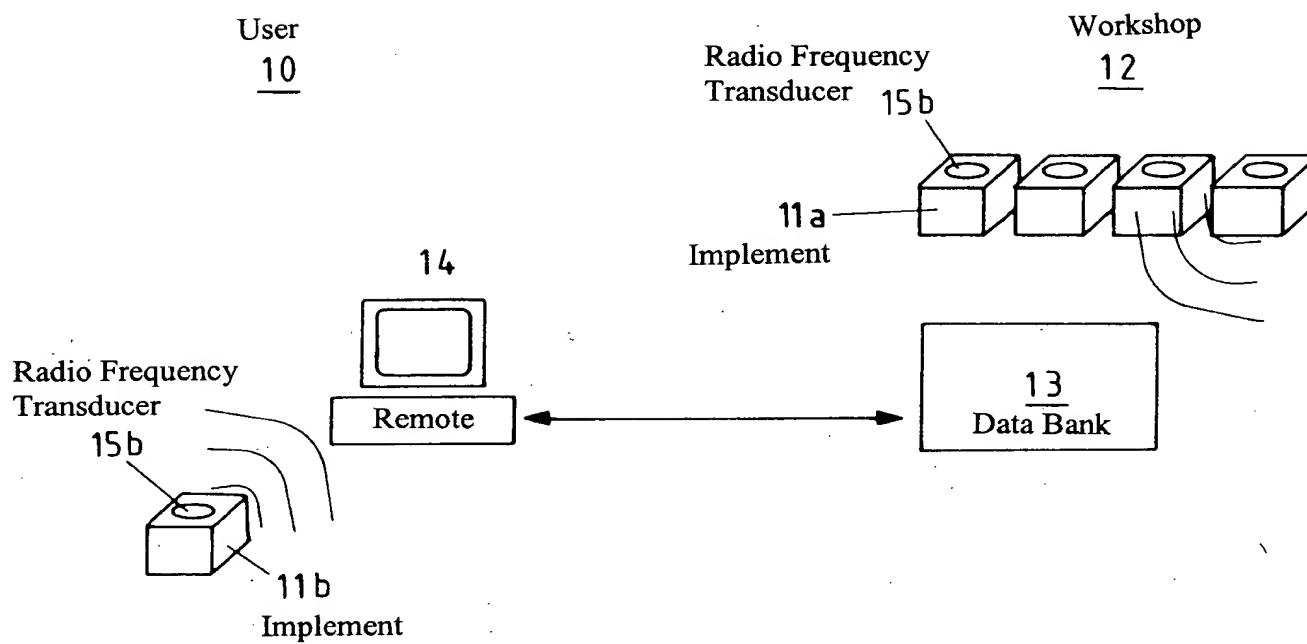 User
10
Workshop
12
Radio Frequency
Transducer 15b
11a
Implement
14
Remote
13
Data Bank
Radio Frequency
Transducer
15b
11b
Implement